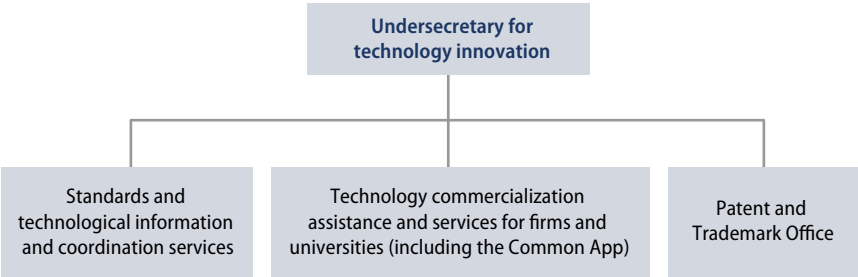 Undersecretary for
technology innovation
Standards and
technological information
and coordination services
Technology commercialization
assistance and services for firms and
universities (including the Common App)
Patent and
Trademark Office